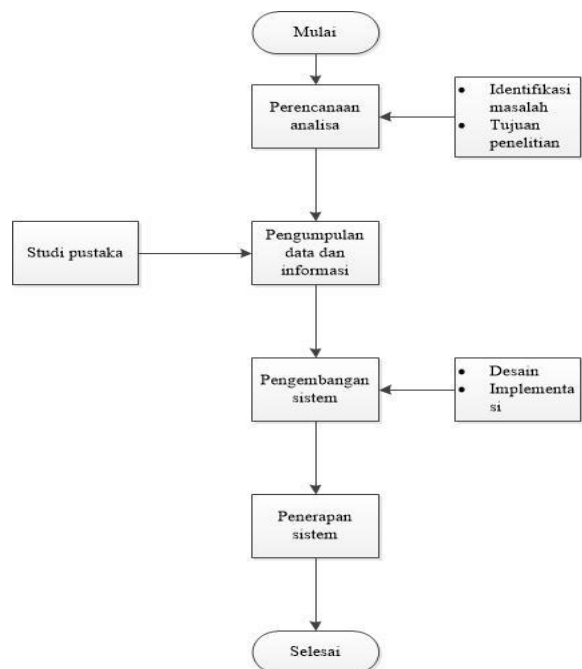 Mulai
Perencanaan
analisa
• Identifikasi
masalah
• Tujuan
penelitian
Studi pustaka
Pengumpulan
data dan
informasi
Pengembangan
sistem
• Desain
• Implementa
si
Penerapan
sistem
Selesai